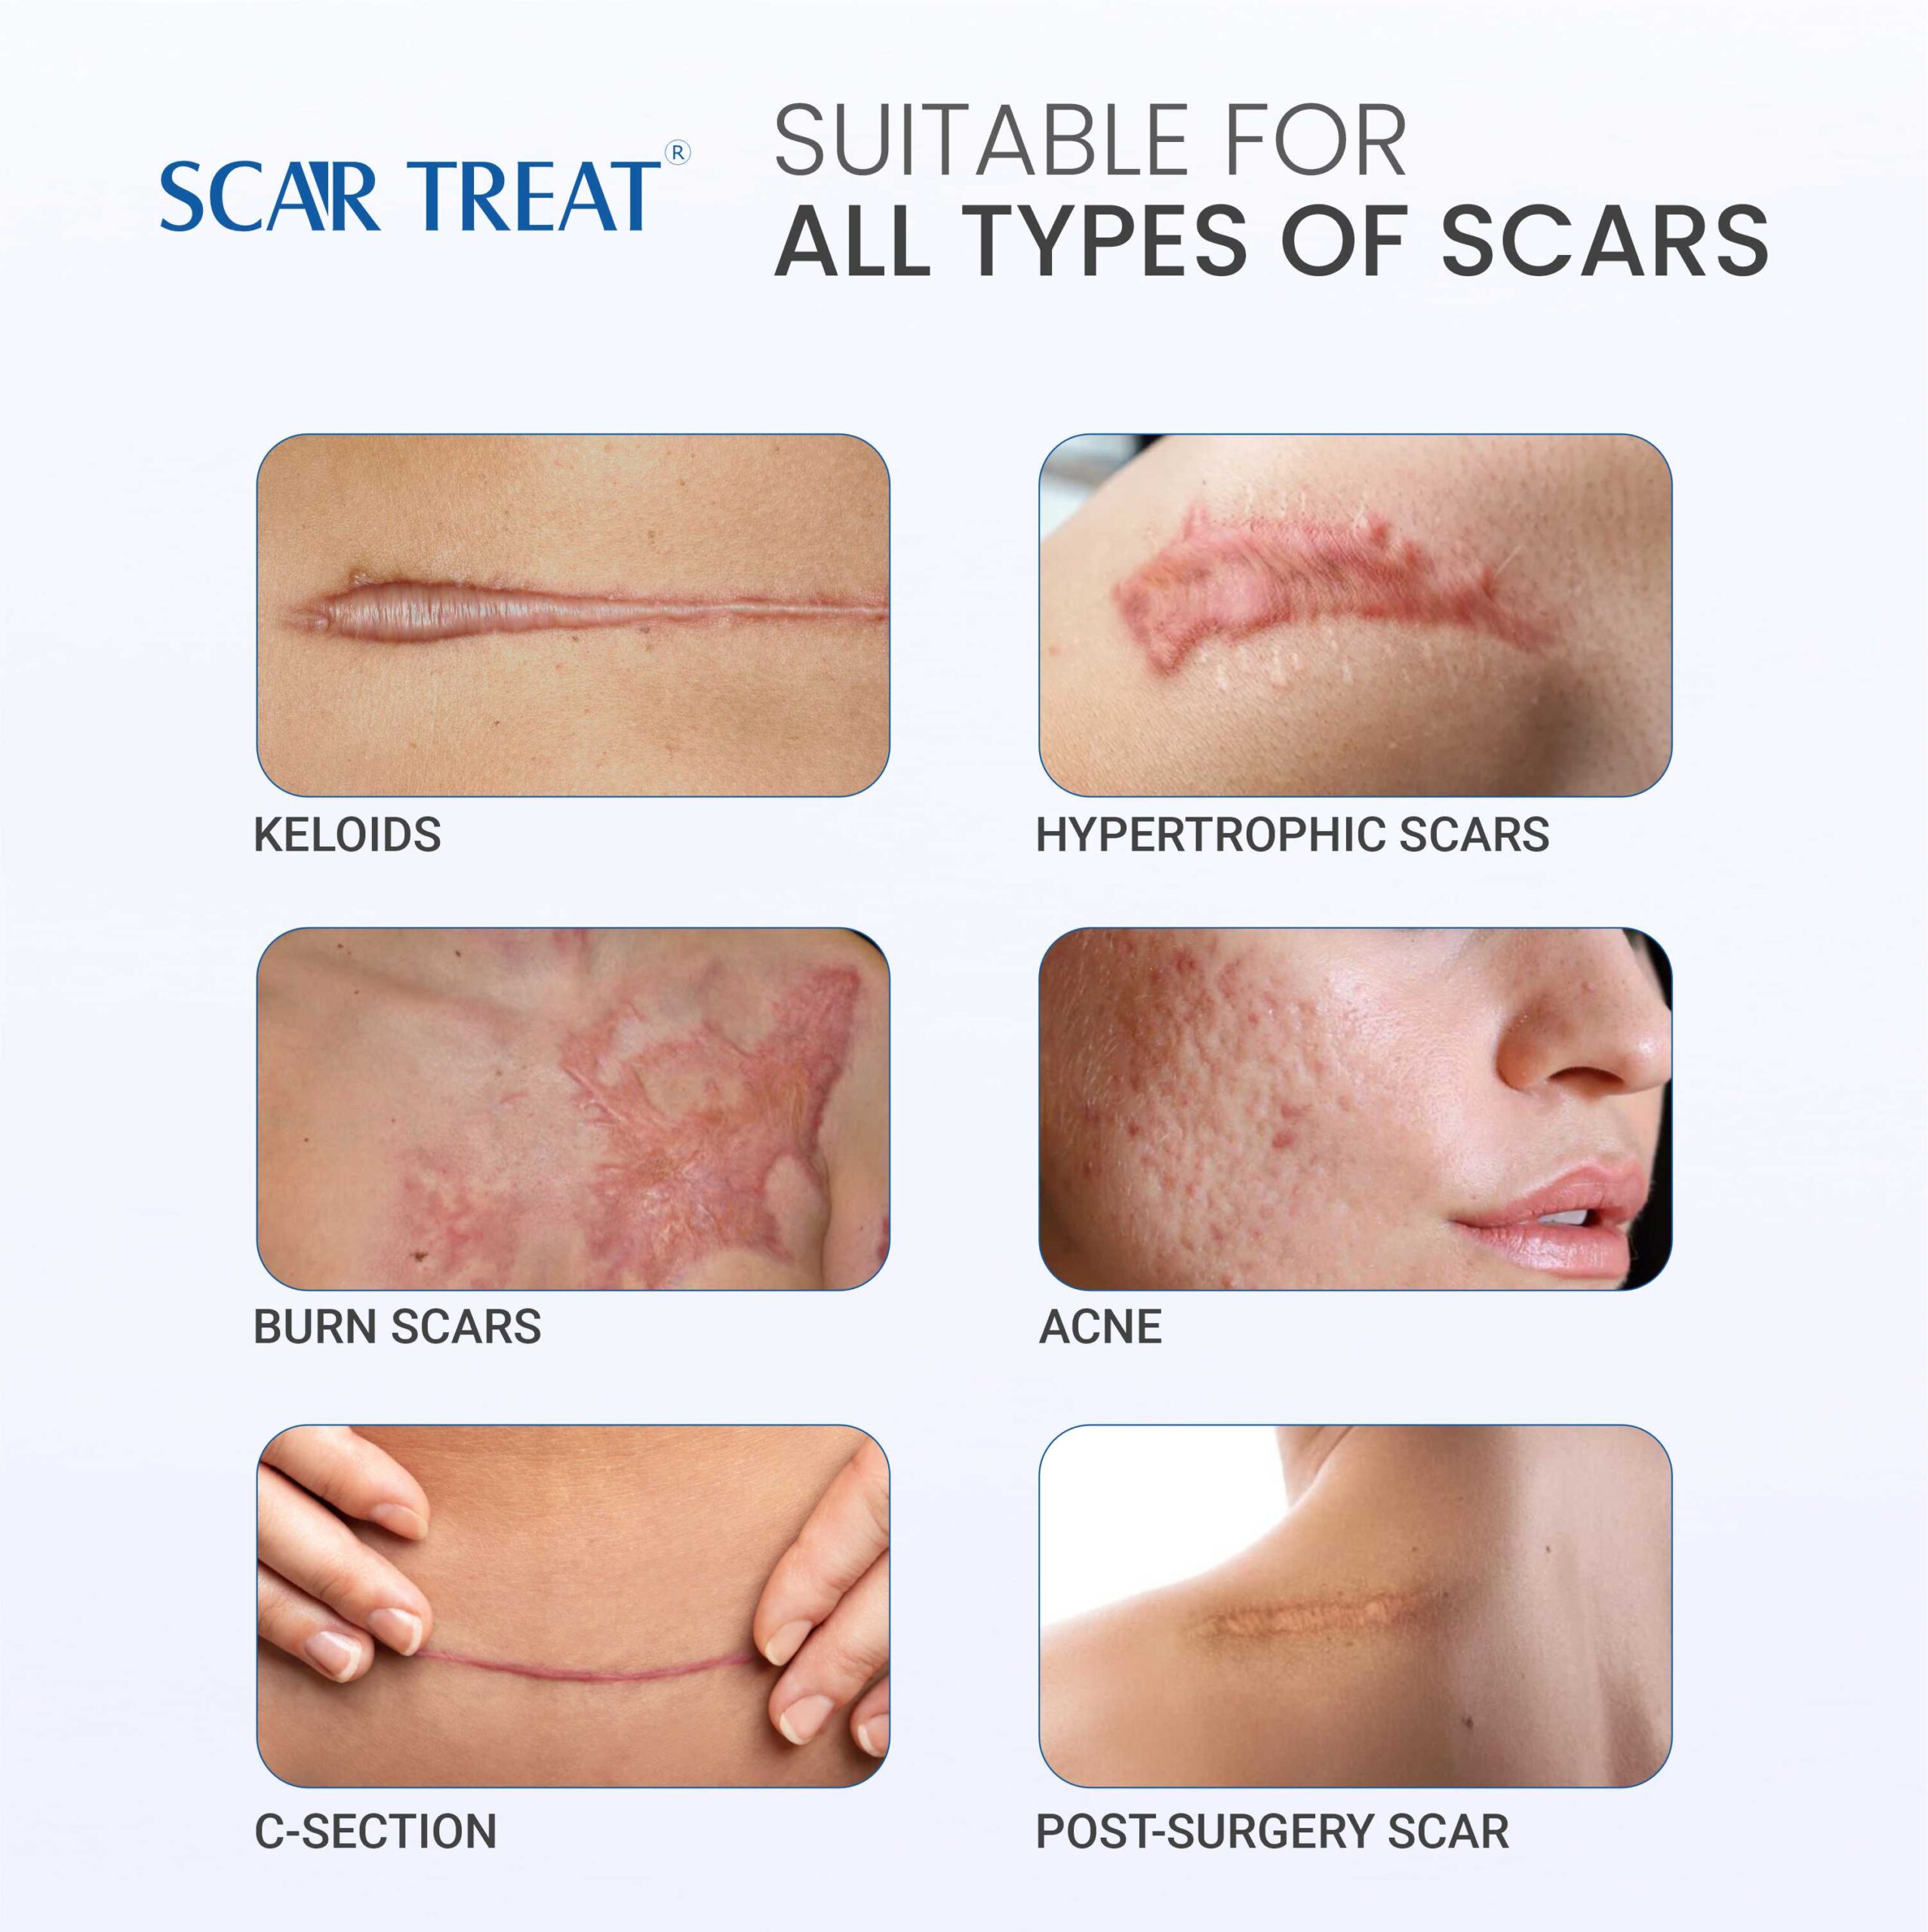 SCAR TREAT®
SUITABLE FOR
ALL TYPES OF SCARS
KELOIDS
HYPERTROPHIC SCARS
BURN SCARS
ACNE
C-SECTION
POST-SURGERY SCAR